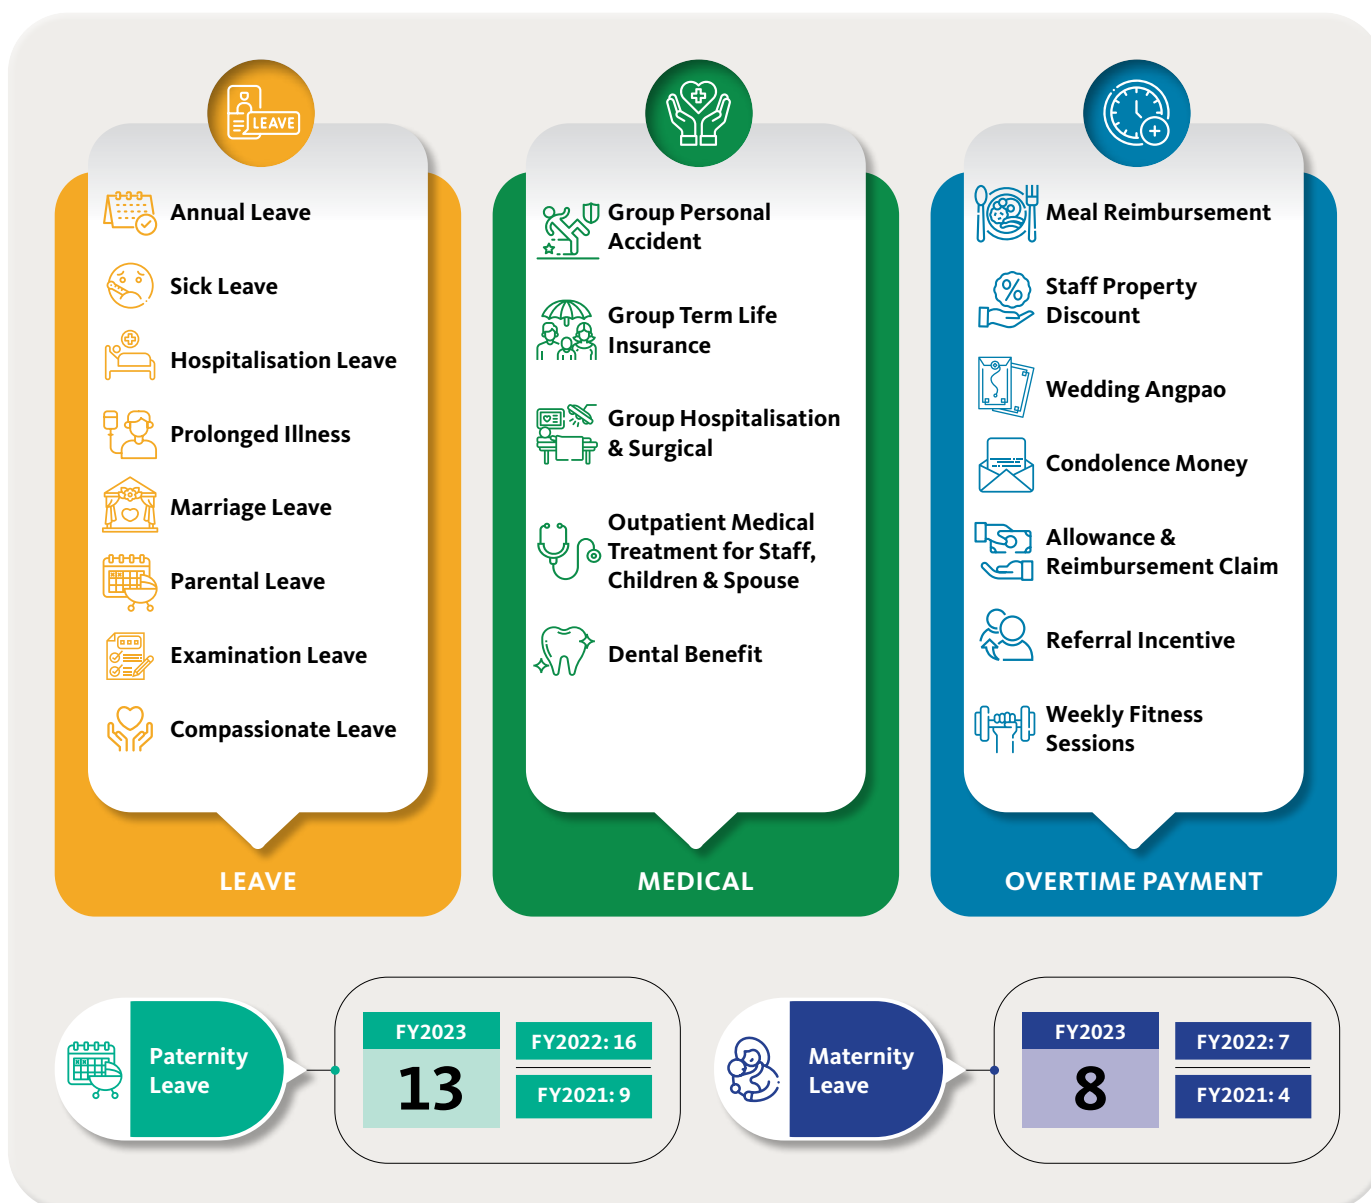 LEAVE
Annual Leave
Sick Leave
Hospitalisation Leave
Prolonged Illness
Marriage Leave
Parental Leave
Examination Leave
Compassionate Leave
LEAVE
Group Personal
Accident
Group Term Life
Insurance
Group Hospitalisation
& Surgical
Outpatient Medical
Treatment for Staff,
Children & Spouse
Dental Benefit
MEDICAL
Meal Reimbursement
Staff Property
Discount
Wedding Angpao
Condolence Money
Allowance &
Reimbursement Claim
Referral Incentive
Weekly Fitness
Sessions
OVERTIME PAYMENT
Paternity
Leave
FY2023
13
FY2022: 16
FY2021: 9
Maternity
Leave
FY2023
8
FY2022: 7
FY2021: 4